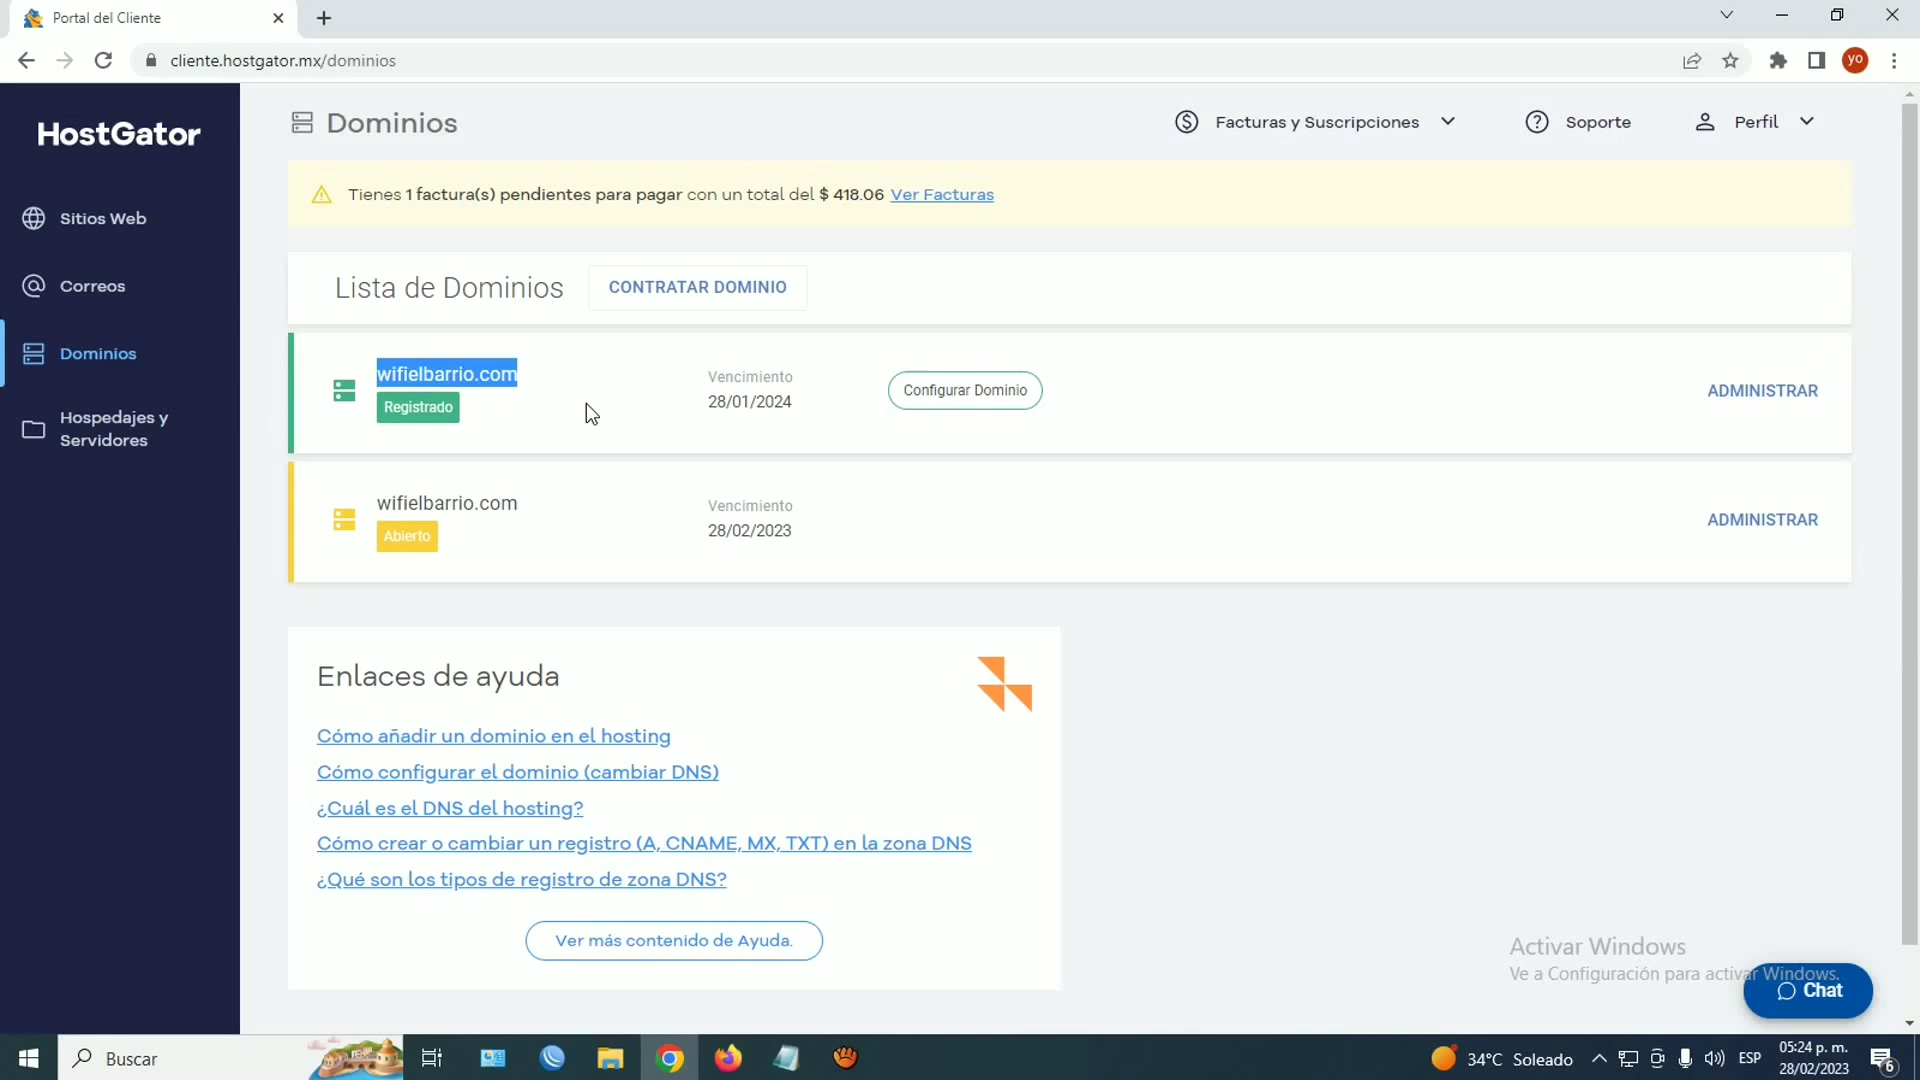 Portal del Cliente
cliente.hostgator.mx/dominios
yo
HostGator
Sitios Web
Correos
Dominios
Hospedajes y
Servidores
Dominios
Facturas y Suscripciones
Soporte
Perfil
Tienes 1 factura(s) pendientes para pagar con un total del $ 418.06 Ver Facturas
Lista de Dominios
CONTRATAR DOMINIO
wifielbarrio.com
Registrado
Vencimiento
28/01/2024
Configurar Dominio
ADMINISTRAR
wifielbarrio.com
Abierto
Vencimiento
28/02/2023
ADMINISTRAR
Enlaces de ayuda
Cómo añadir un dominio en el hosting
Cómo configurar el dominio (cambiar DNS)
¿Cuál es el DNS del hosting?
Cómo crear o cambiar un registro (A, CNAME, MX, TXT) en la zona DNS
¿Qué son los tipos de registro de zona DNS?
Ver más contenido de Ayuda.
Activar Windows
Ve a Configuración para activar Windows.
Chat
Buscar
34°C Soleado
ESP
05:24 p. m.
28/02/2023
6